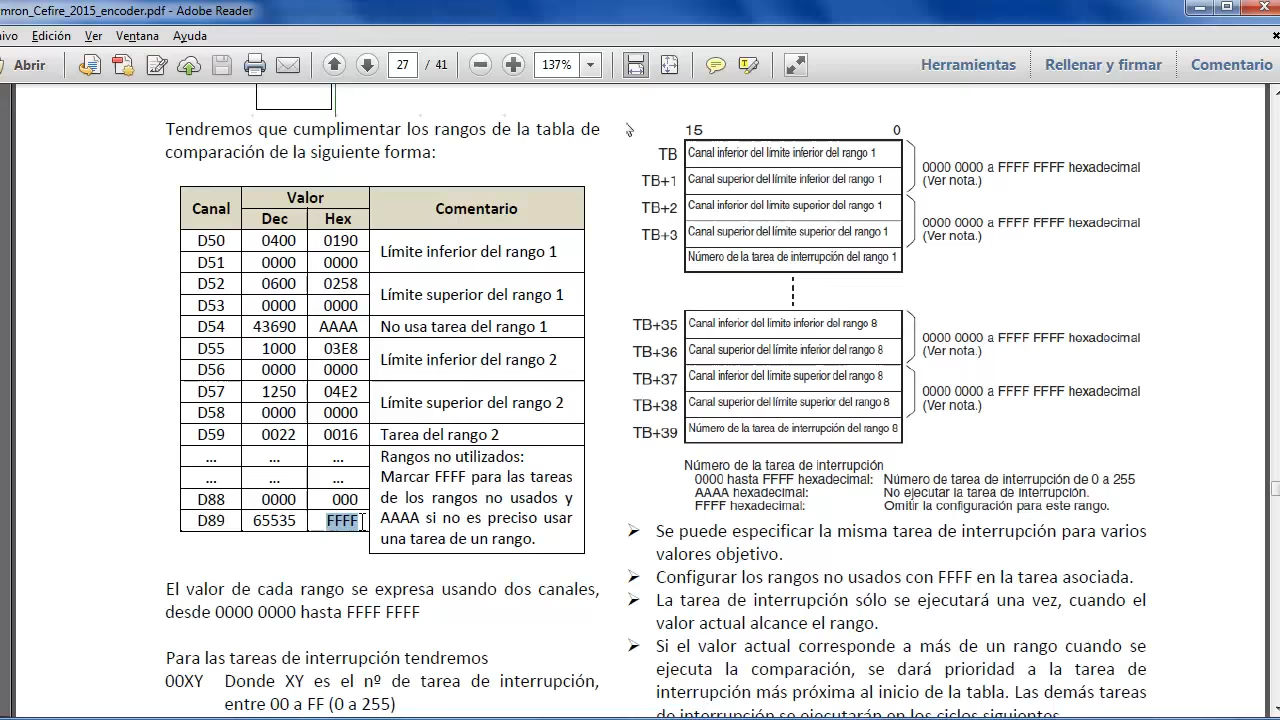 mron_Cefire_2015_encoder.pdf - Adobe Reader
ivo Edición Ver Ventana Ayuda
Abrir 27 / 41 137% Herramientas Rellenar y firmar Comentario
Tendremos que cumplimentar los rangos de la tabla de
comparación de la siguiente forma:
Canal Valor Comentario
Dec Hex
D50 0400 0190 Límite inferior del rango 1
D51 0000 0000
D52 0600 0258 Límite superior del rango 1
D53 0000 0000
D54 43690 AAAA No usa tarea del rango 1
D55 1000 03E8 Límite inferior del rango 2
D56 0000 0000
D57 1250 04E2 Límite superior del rango 2
D58 0000 0000
D59 0022 0016 Tarea del rango 2
... ... ... Rangos no utilizados:
... ... ... Marcar FFFF para las tareas
D88 0000 000 de los rangos no usados y
D89 65535 FFFF AAAA si no es preciso usar
una tarea de un rango.
El valor de cada rango se expresa usando dos canales,
desde 0000 0000 hasta FFFF FFFF
Para las tareas de interrupción tendremos
00XY Donde XY es el nº de tarea de interrupción,
entre 00 a FF (0 a 255)
15 0
TB Canal inferior del límite inferior del rango 1 0000 0000 a FFFF FFFF hexadecimal
TB+1 Canal superior del límite inferior del rango 1 (Ver nota.)
TB+2 Canal inferior del límite superior del rango 1 0000 0000 a FFFF FFFF hexadecimal
TB+3 Canal superior del límite superior del rango 1 (Ver nota.)
Número de la tarea de interrupción del rango 1
TB+35 Canal inferior del límite inferior del rango 8 0000 0000 a FFFF FFFF hexadecimal
TB+36 Canal superior del límite inferior del rango 8 (Ver nota.)
TB+37 Canal inferior del límite superior del rango 8 0000 0000 a FFFF FFFF hexadecimal
TB+38 Canal superior del límite superior del rango 8 (Ver nota.)
TB+39 Número de la tarea de interrupción del rango 8
Número de la tarea de interrupción
0000 hasta FFFF hexadecimal: Número de tarea de interrupción de 0 a 255
AAAA hexadecimal: No ejecutar la tarea de interrupción.
FFFF hexadecimal: Omitir la configuración para este rango.
Se puede especificar la misma tarea de interrupción para varios
valores objetivo.
Configurar los rangos no usados con FFFF en la tarea asociada.
La tarea de interrupción sólo se ejecutará una vez, cuando el
valor actual alcance el rango.
Si el valor actual corresponde a más de un rango cuando se
ejecuta la comparación, se dará prioridad a la tarea de
interrupción más próxima al inicio de la tabla. Las demás tareas
de interrupción se ejecutarán en los ciclos siguientes